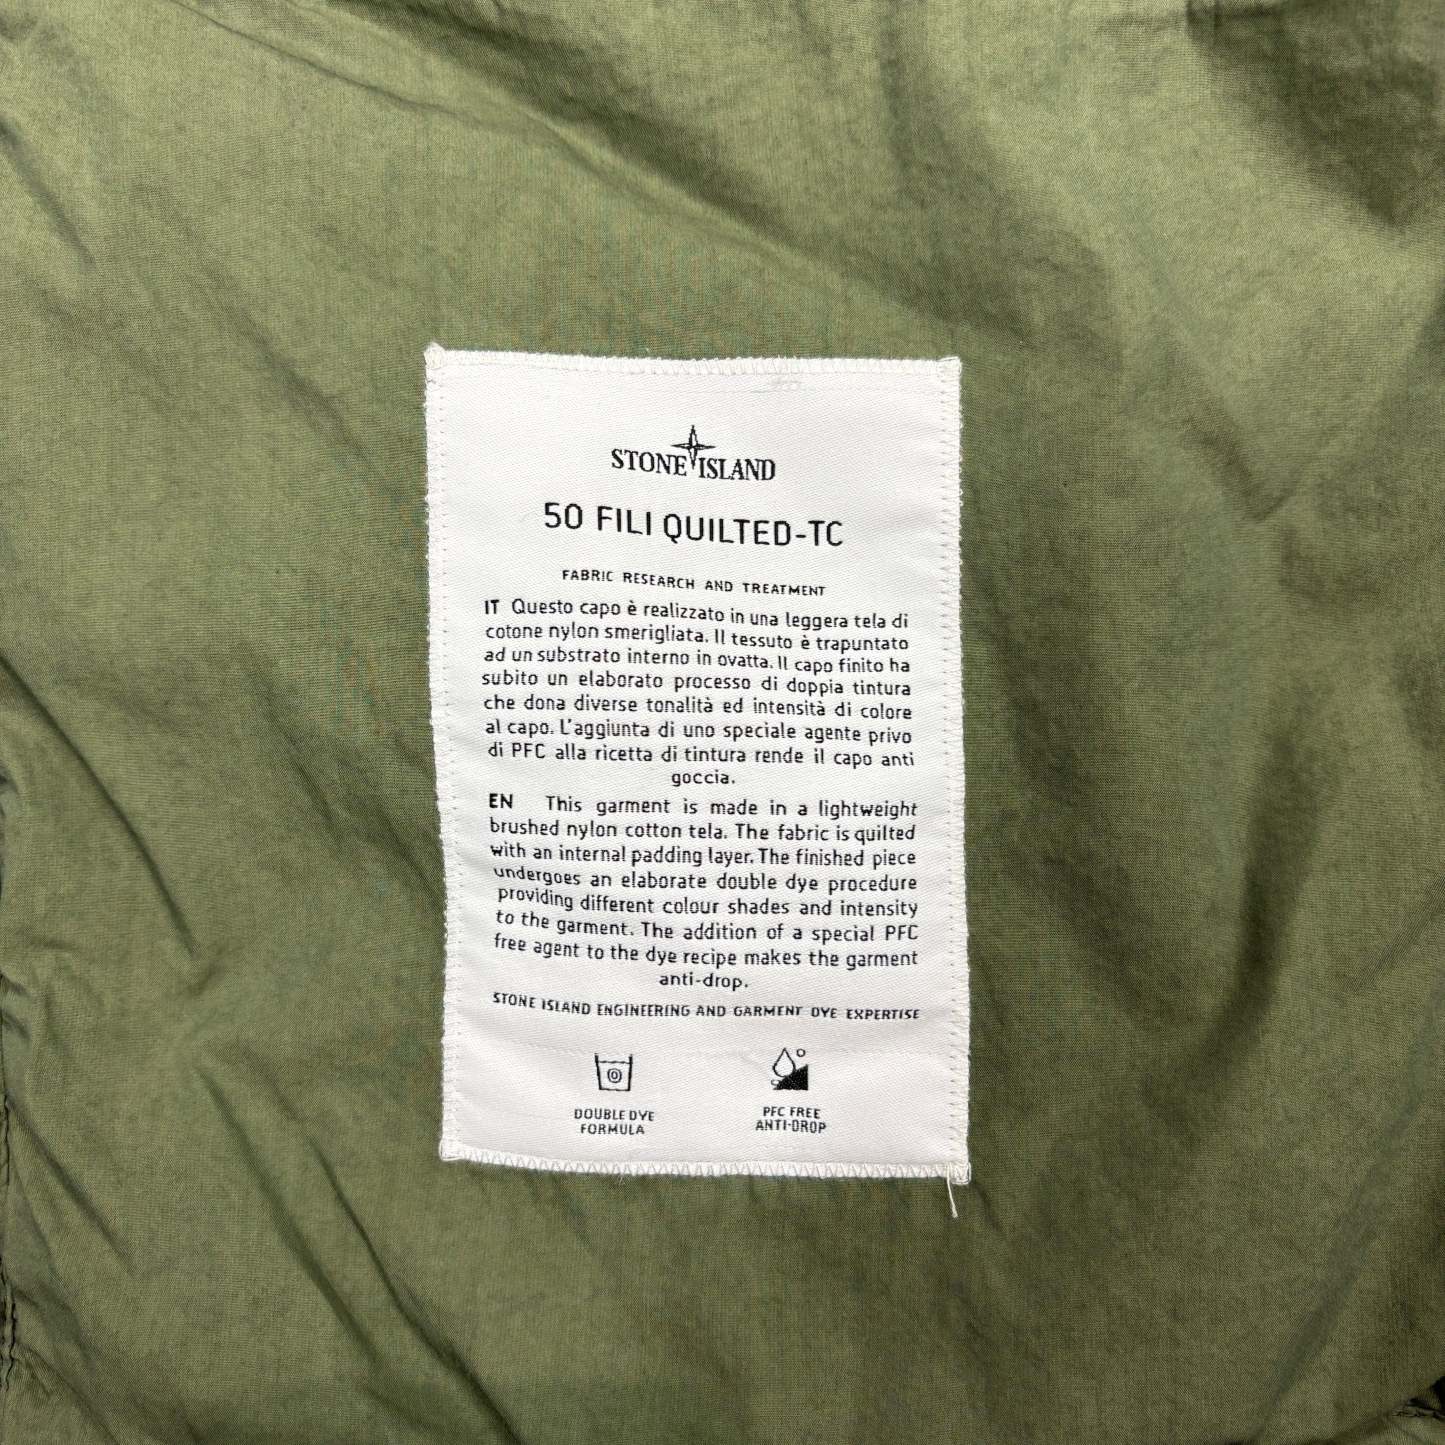 STONE ISLAND
50 FILI QUILTED-TC
FABRIC RESEARCH AND TREATMENT
IT Questo capo è realizzato in una leggera tela di
cotone nylon smerigliata. Il tessuto è trapuntato
ad un substrato interno in ovatta. Il capo finito ha
subito un elaborato processo di doppia tintura
che dona diverse tonalità ed intensità di colore
al capo. L'aggiunta di uno speciale agente privo
di PFC alla ricetta di tintura rende il capo anti
goccia.
EN This garment is made in a lightweight
brushed nylon cotton tela. The fabric is quilted
with an internal padding layer. The finished piece
undergoes an elaborate double dye procedure
providing different colour shades and intensity
to the garment. The addition of a special PFC
free agent to the dye recipe makes the garment
anti-drop.
STONE ISLAND ENGINEERING AND GARMENT DYE EXPERTISE
DOUBLE DYE
FORMULA
PFC FREE
ANTI-DROP